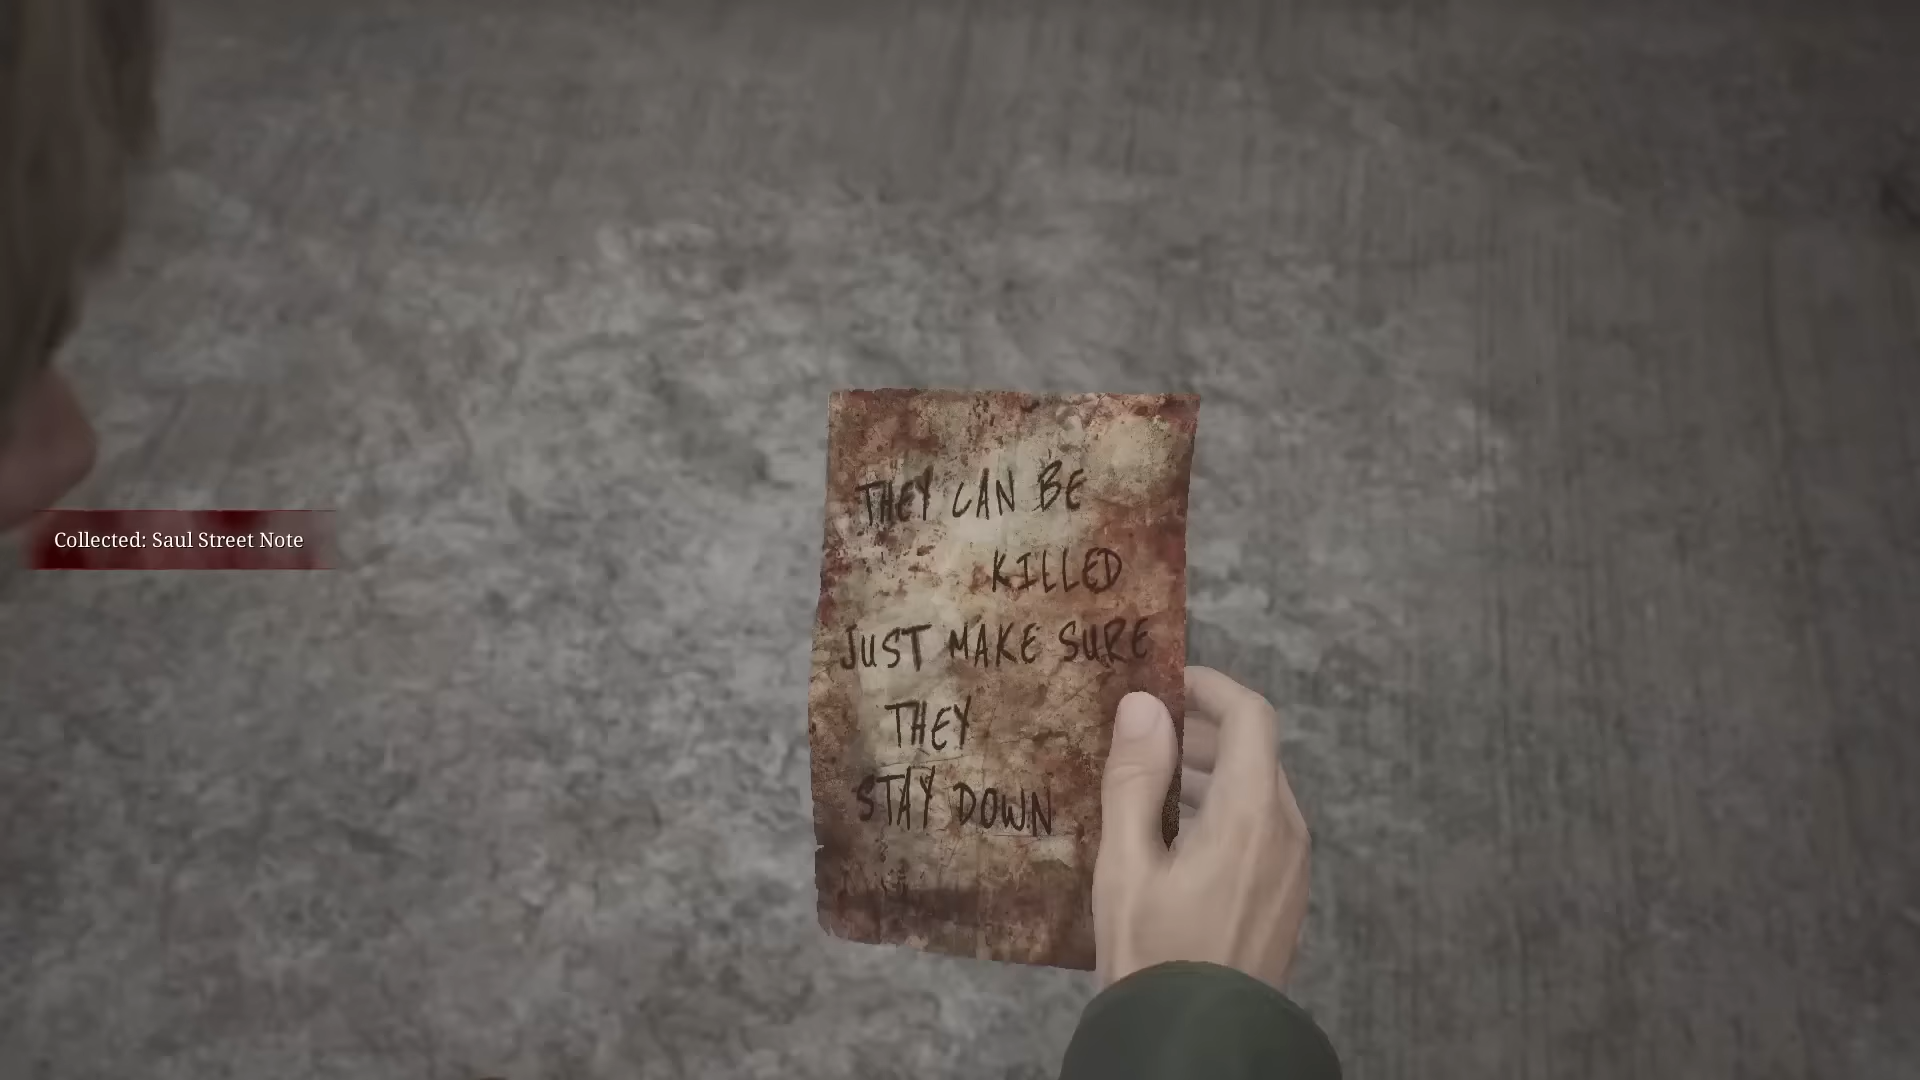 THEY CAN BE
KILLED
Collected: Saul Street Note
JUST MAKE SURE
THEY
STAY DOWN